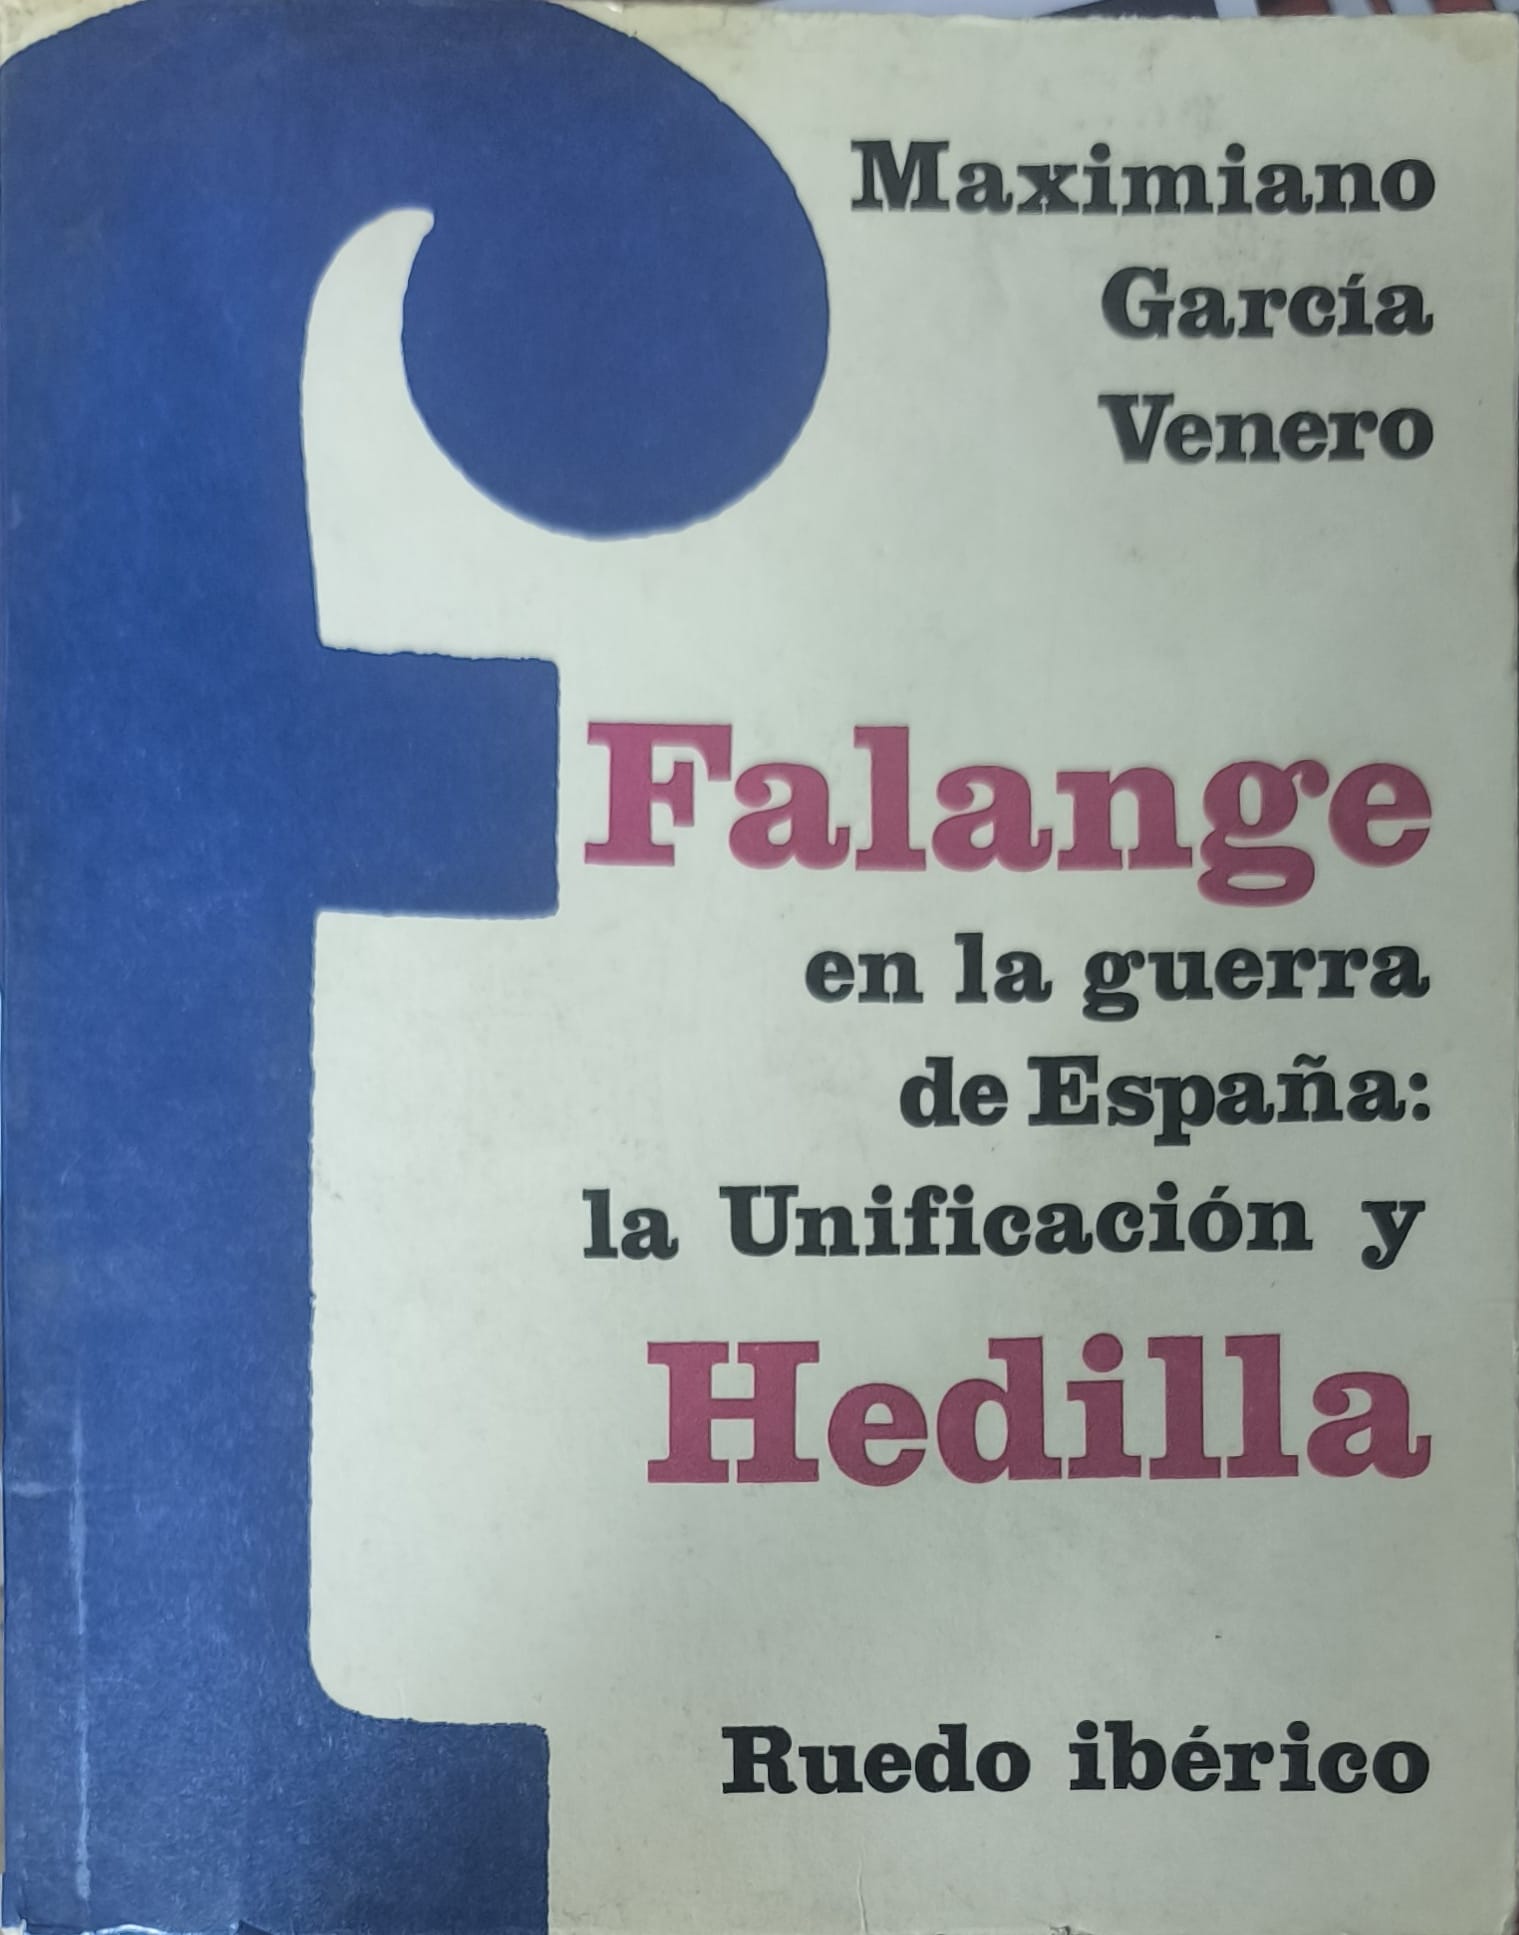 f
Maximiano
García
Venero
Falange
en la guerra
de España:
la Unificación y
Hedilla
Ruedo ibérico